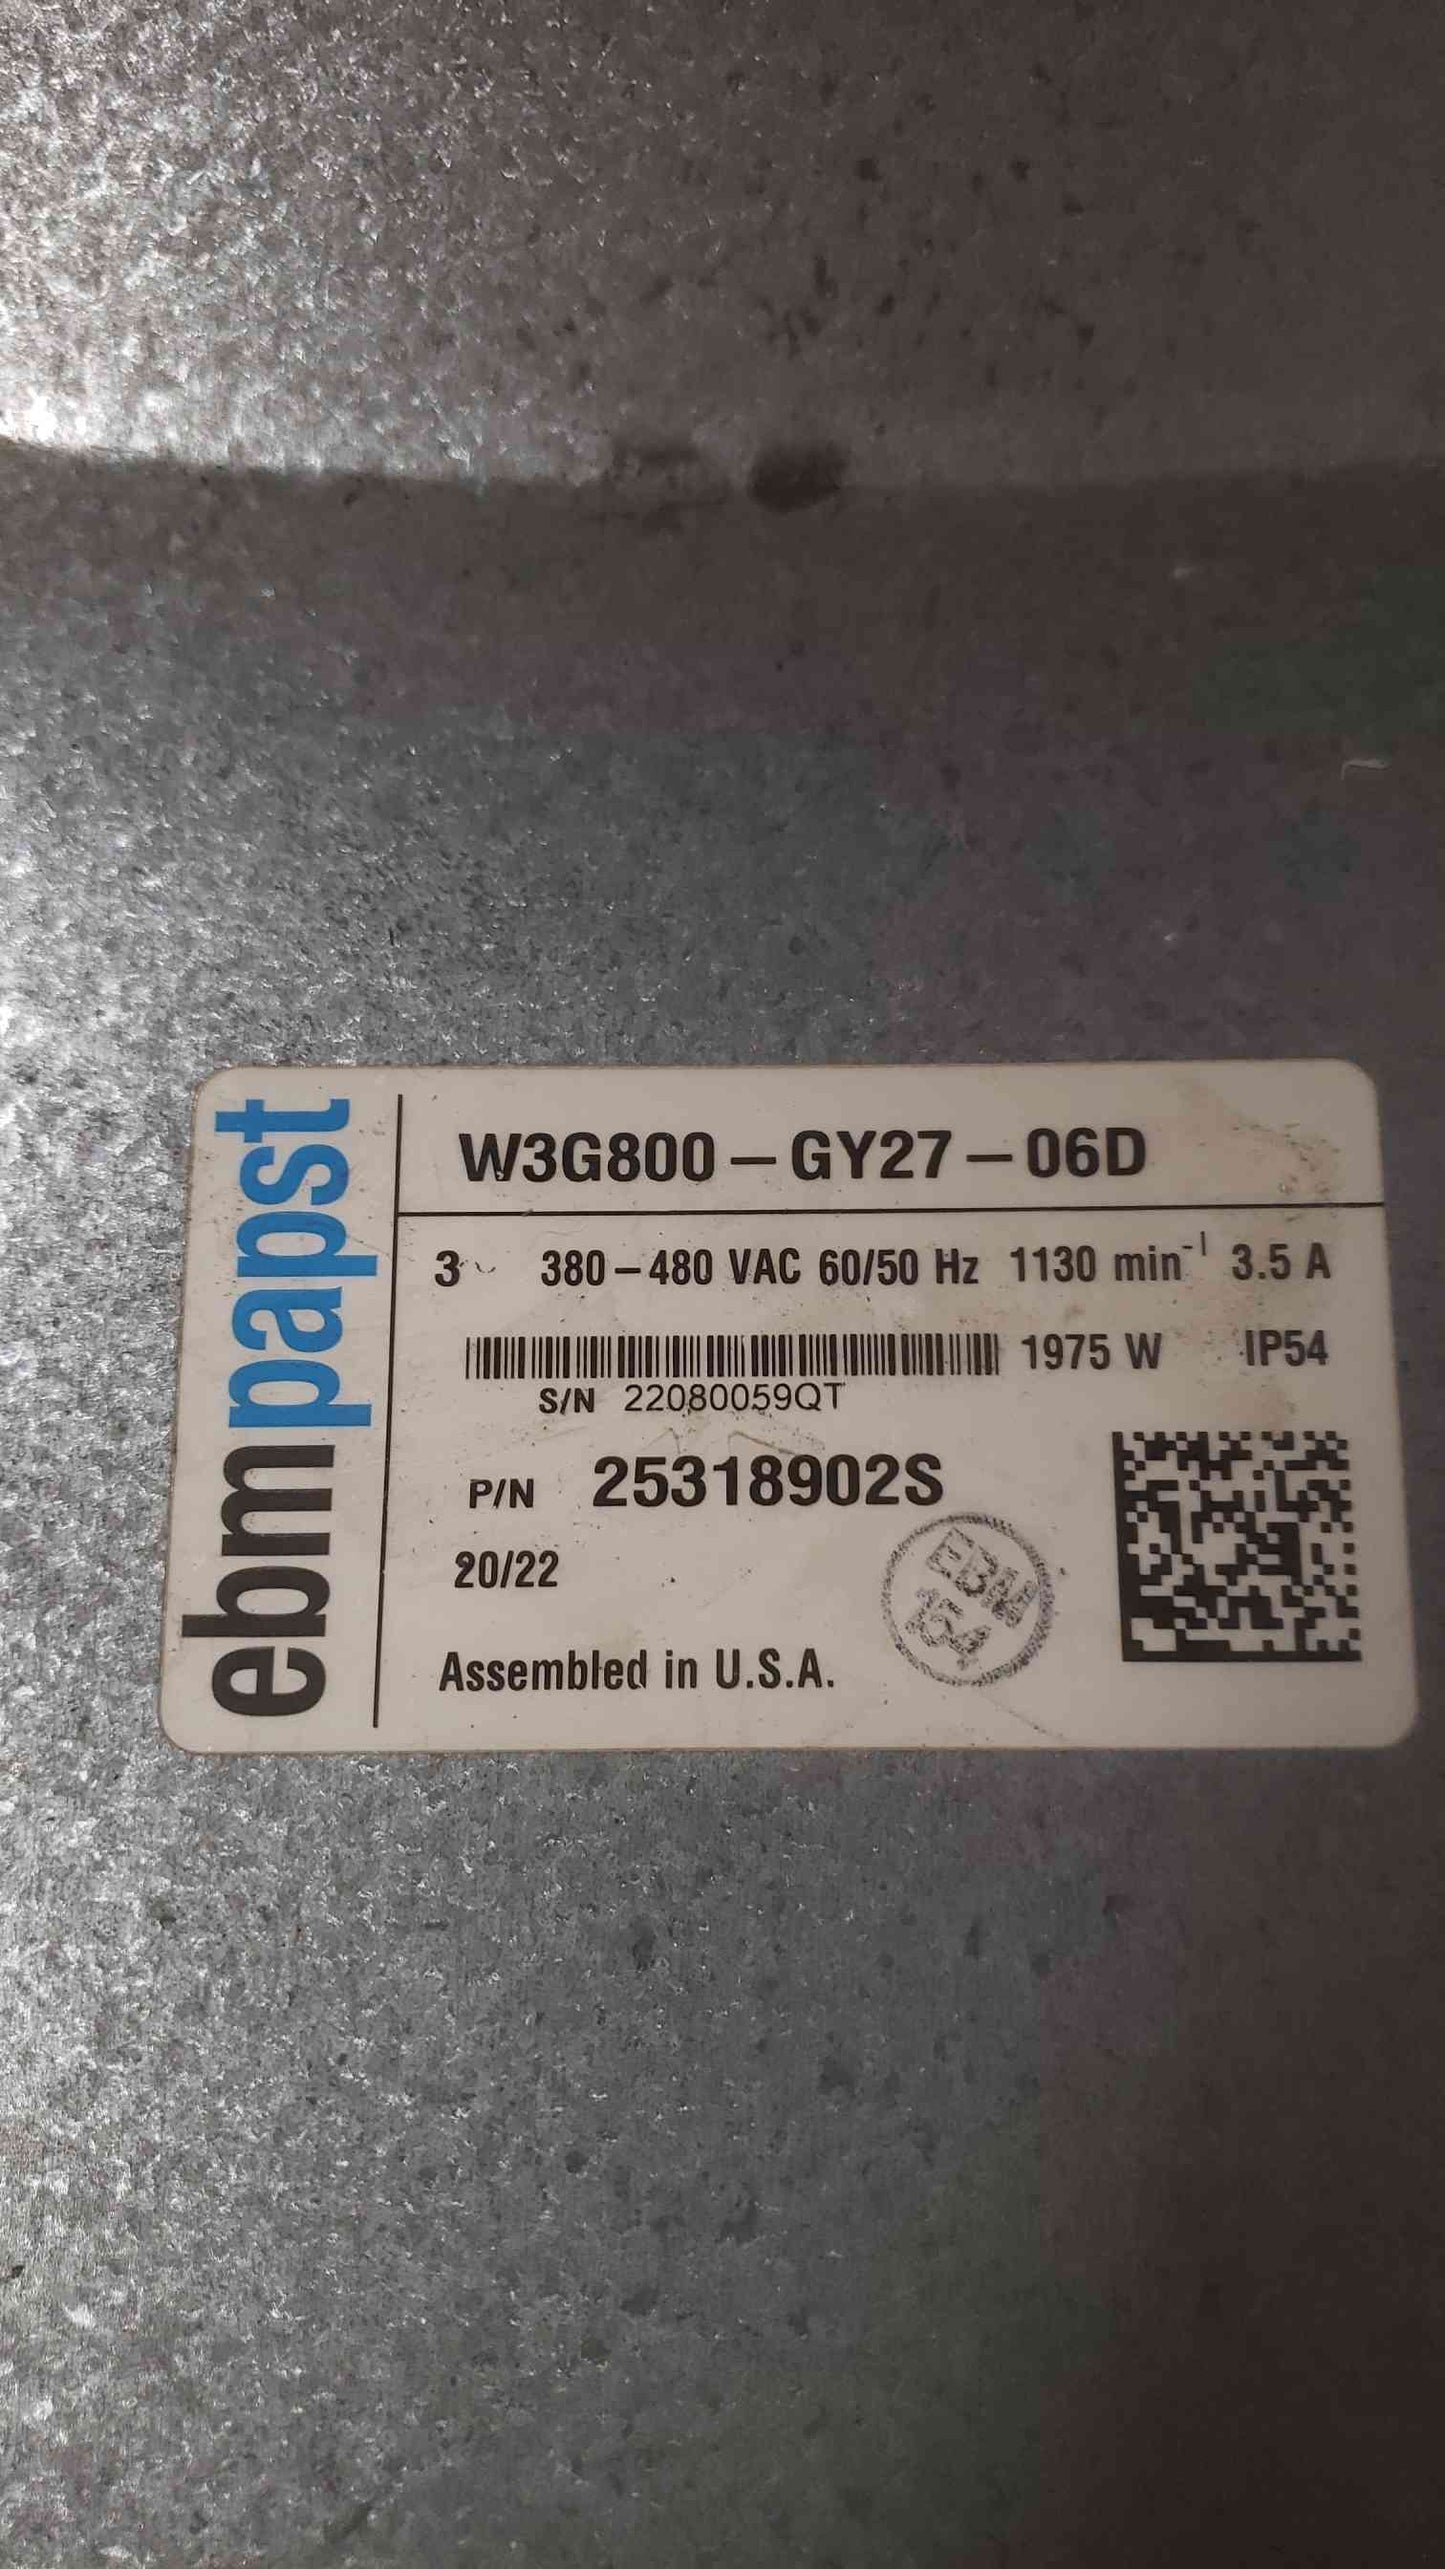 ebmpapst
W3G800-GY27-06D
3~ 380-480 VAC 60/50 Hz 1130 min⁻¹ 3.5 A
1975 W IP54
S/N 22080059QT
P/N 25318902S
20/22
EBM
Assembled in U.S.A.